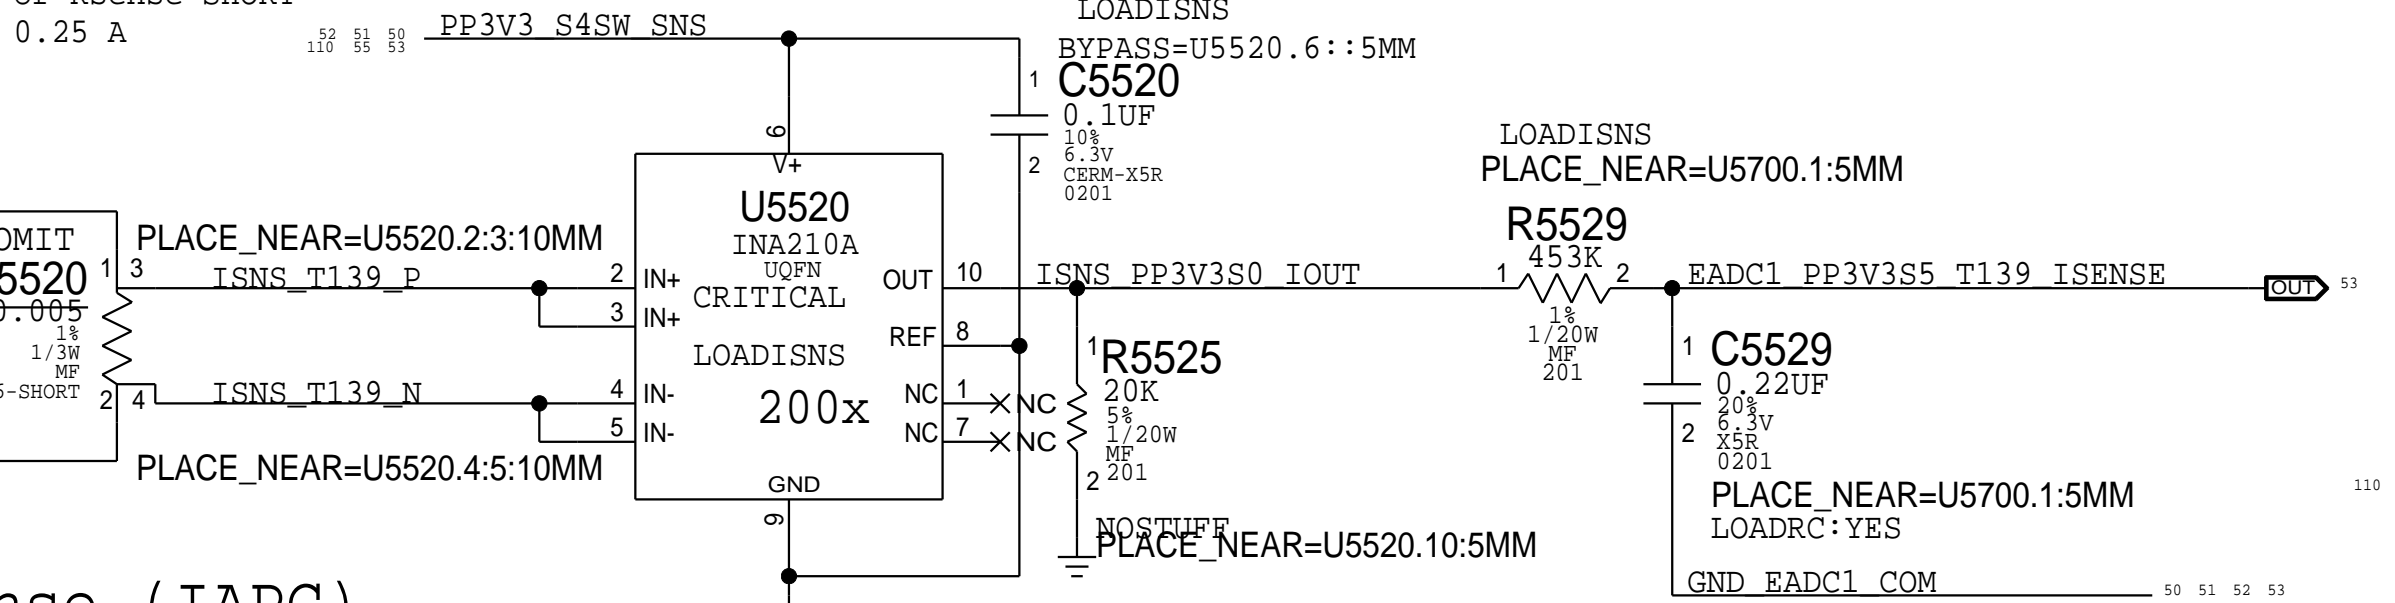 0.25 A
52 51 50
110 55 53
PP3V3_S4SW_SNS
LOADISNS
BYPASS=U5520.6::5MM
1
C5520
0.1UF
10%
6.3V
CERM-X5R
0201
2
6
V+
U5520
INA210A
UQFN
CRITICAL
LOADISNS
200x
GND
9
OMIT
5520
0.005
1%
1/3W
MF
5-SHORT
1 3
2 4
PLACE_NEAR=U5520.2:3:10MM
ISNS_T139_P
2 IN+
3 IN+
ISNS_T139_N
4 IN-
5 IN-
PLACE_NEAR=U5520.4:5:10MM
OUT 10
REF 8
NC 1 NC
NC 7 NC
ISNS_PP3V3S0_IOUT
1
R5525
20K
5%
1/20W
MF
201
2
NOSTUFF
PLACE_NEAR=U5520.10:5MM
LOADISNS
PLACE_NEAR=U5700.1:5MM
R5529
453K
1 2
1%
1/20W
MF
201
EADC1_PP3V3S5_T139_ISENSE
OUT 53
1
C5529
0.22UF
20%
6.3V
X5R
0201
2
PLACE_NEAR=U5700.1:5MM
LOADRC:YES
110
GND_EADC1_COM
50 51 52 53